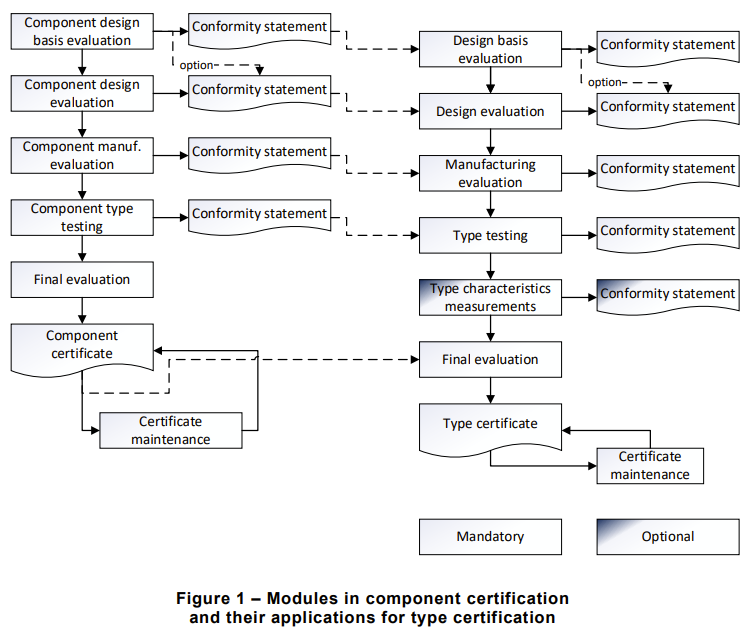 Component design
basis evaluation
Conformity statement
option
Component design
evaluation
Conformity statement
Component manuf.
evaluation
Conformity statement
Component type
testing
Conformity statement
Final evaluation
Component
certificate
Certificate
maintenance
Design basis
evaluation
Conformity statement
option
Design evaluation
Conformity statement
Manufacturing
evaluation
Conformity statement
Type testing
Conformity statement
Type characteristics
measurements
Conformity statement
Final evaluation
Type certificate
Certificate
maintenance
Mandatory
Optional
Figure 1 – Modules in component certification
and their applications for type certification